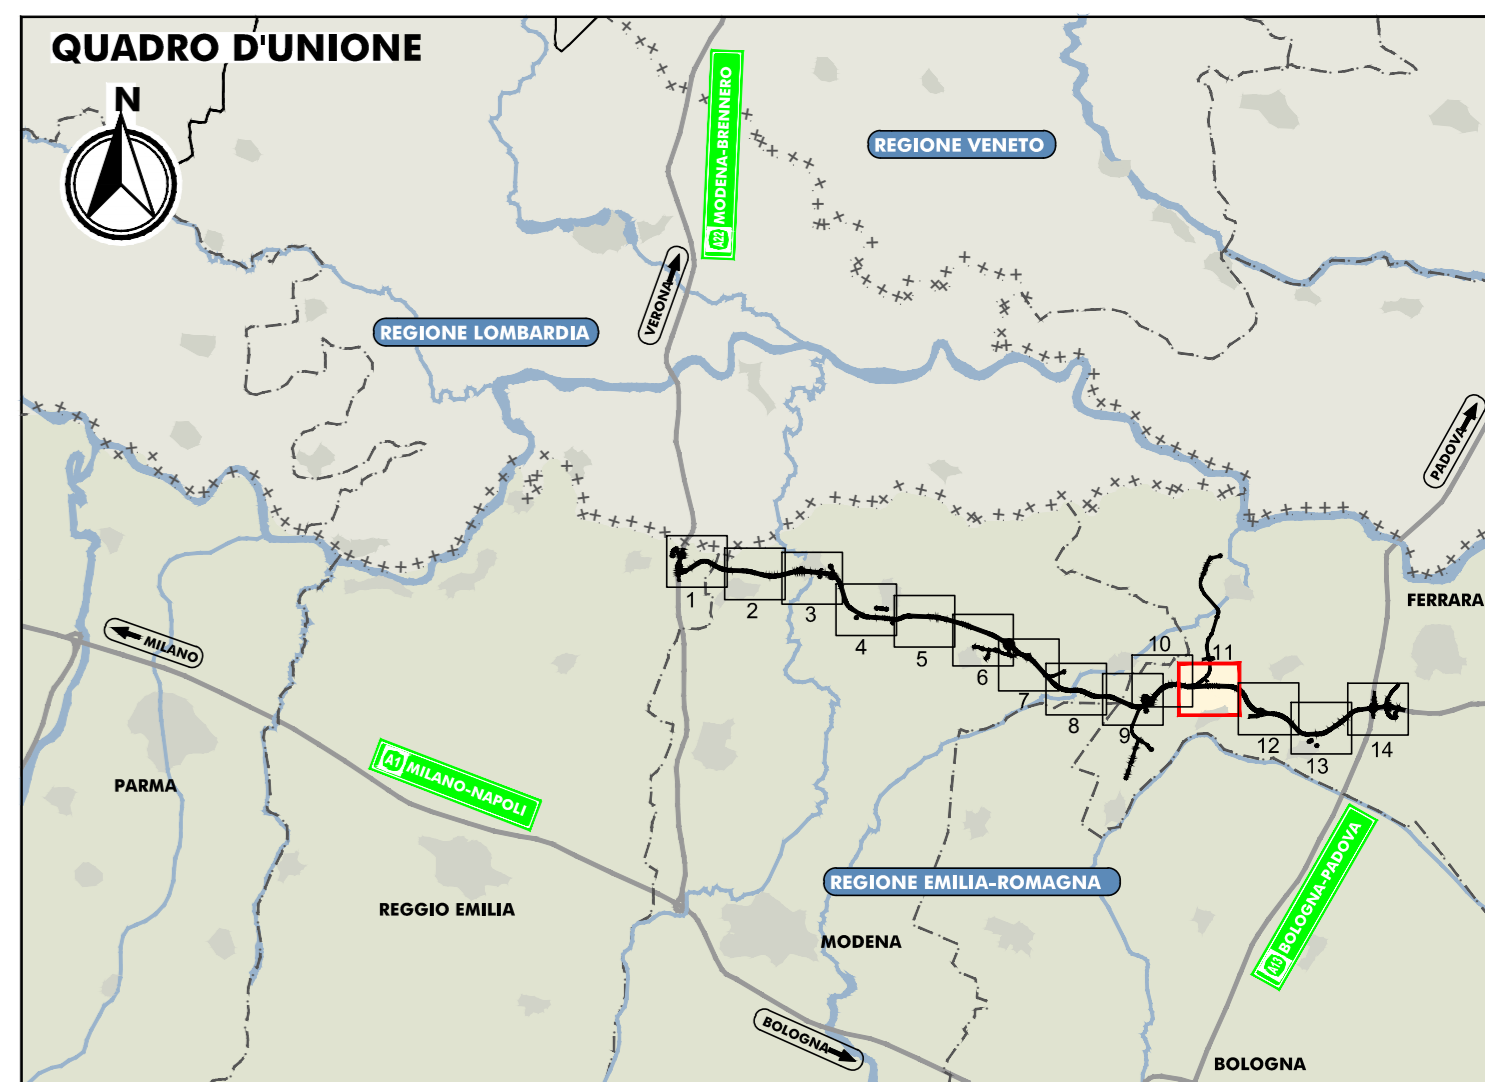 QUADRO D'UNIONE
N
A22 MODENA-BRENNERO
REGIONE VENETO
VERONA
REGIONE LOMBARDIA
PADOVA
FERRARA
MILANO
1
2
3
4
5
6
7
8
9
10
11
12
13
14
PARMA
A1 MILANO-NAPOLI
A13 BOLOGNA-PADOVA
REGIONE EMILIA-ROMAGNA
REGGIO EMILIA
MODENA
BOLOGNA
BOLOGNA